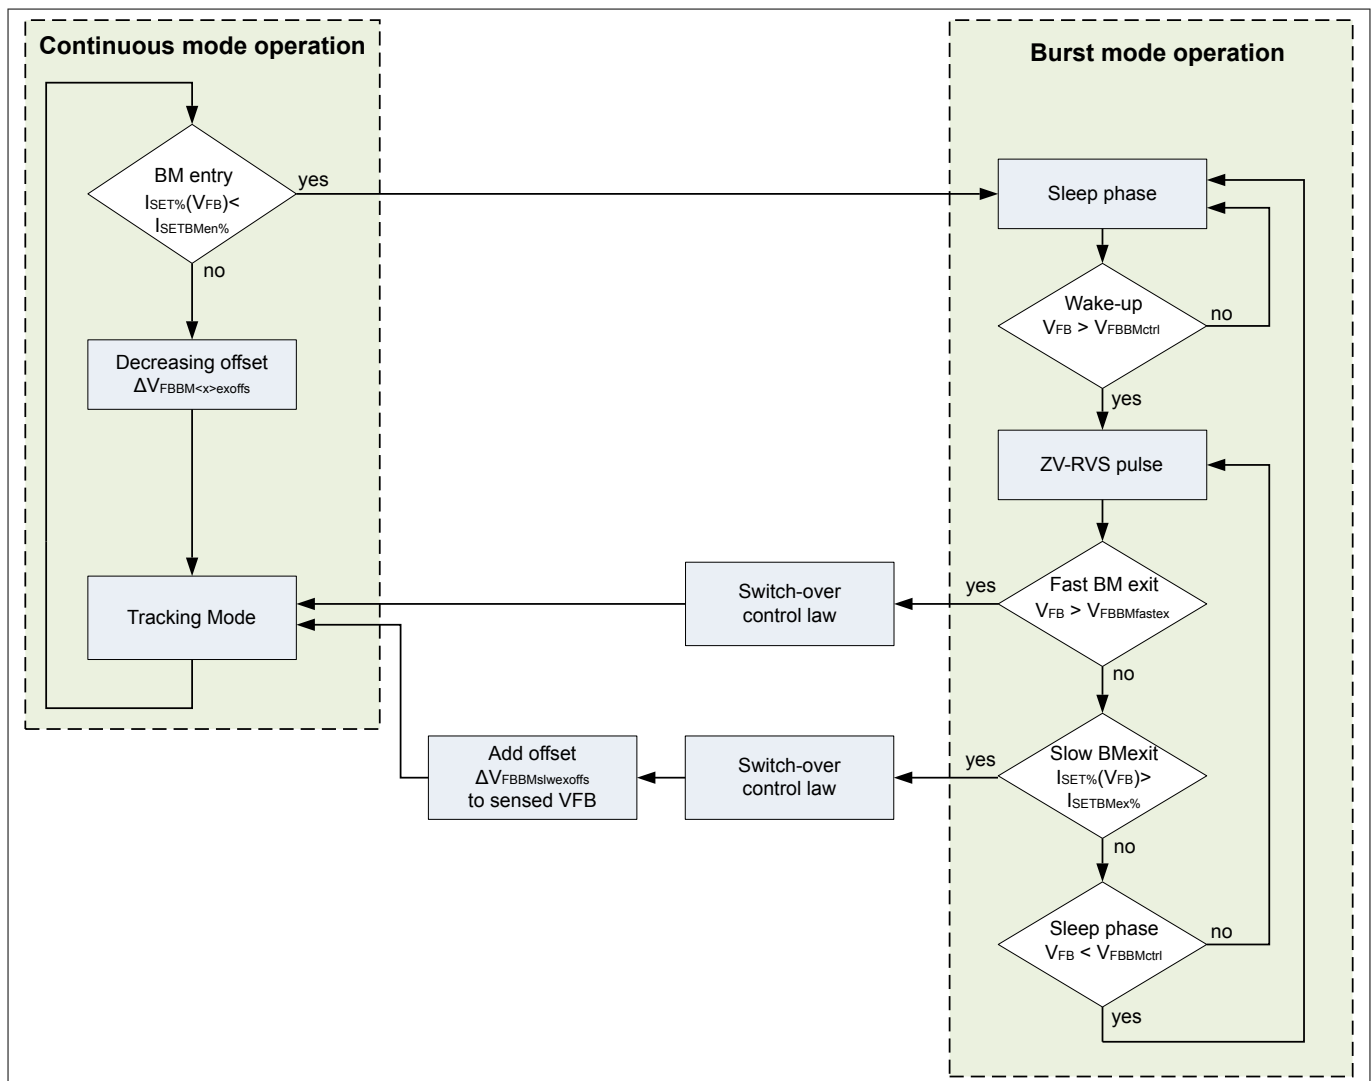 Continuous mode operation
BM entry
ISET%(VFB)<
ISETBMen%
yes
no
Decreasing offset
ΔVFBBM<x>exoffs
Tracking Mode
Switch-over
control law
Add offset
ΔVFBBMslwexoffs
to sensed VFB
Switch-over
control law
Burst mode operation
Sleep phase
Wake-up
VFB > VFBBMctrl
no
yes
ZV-RVS pulse
Fast BM exit
VFB > VFBBMfastex
yes
no
Slow BMexit
ISET%(VFB)>
ISETBMex%
yes
no
Sleep phase
VFB < VFBBMctrl
no
yes